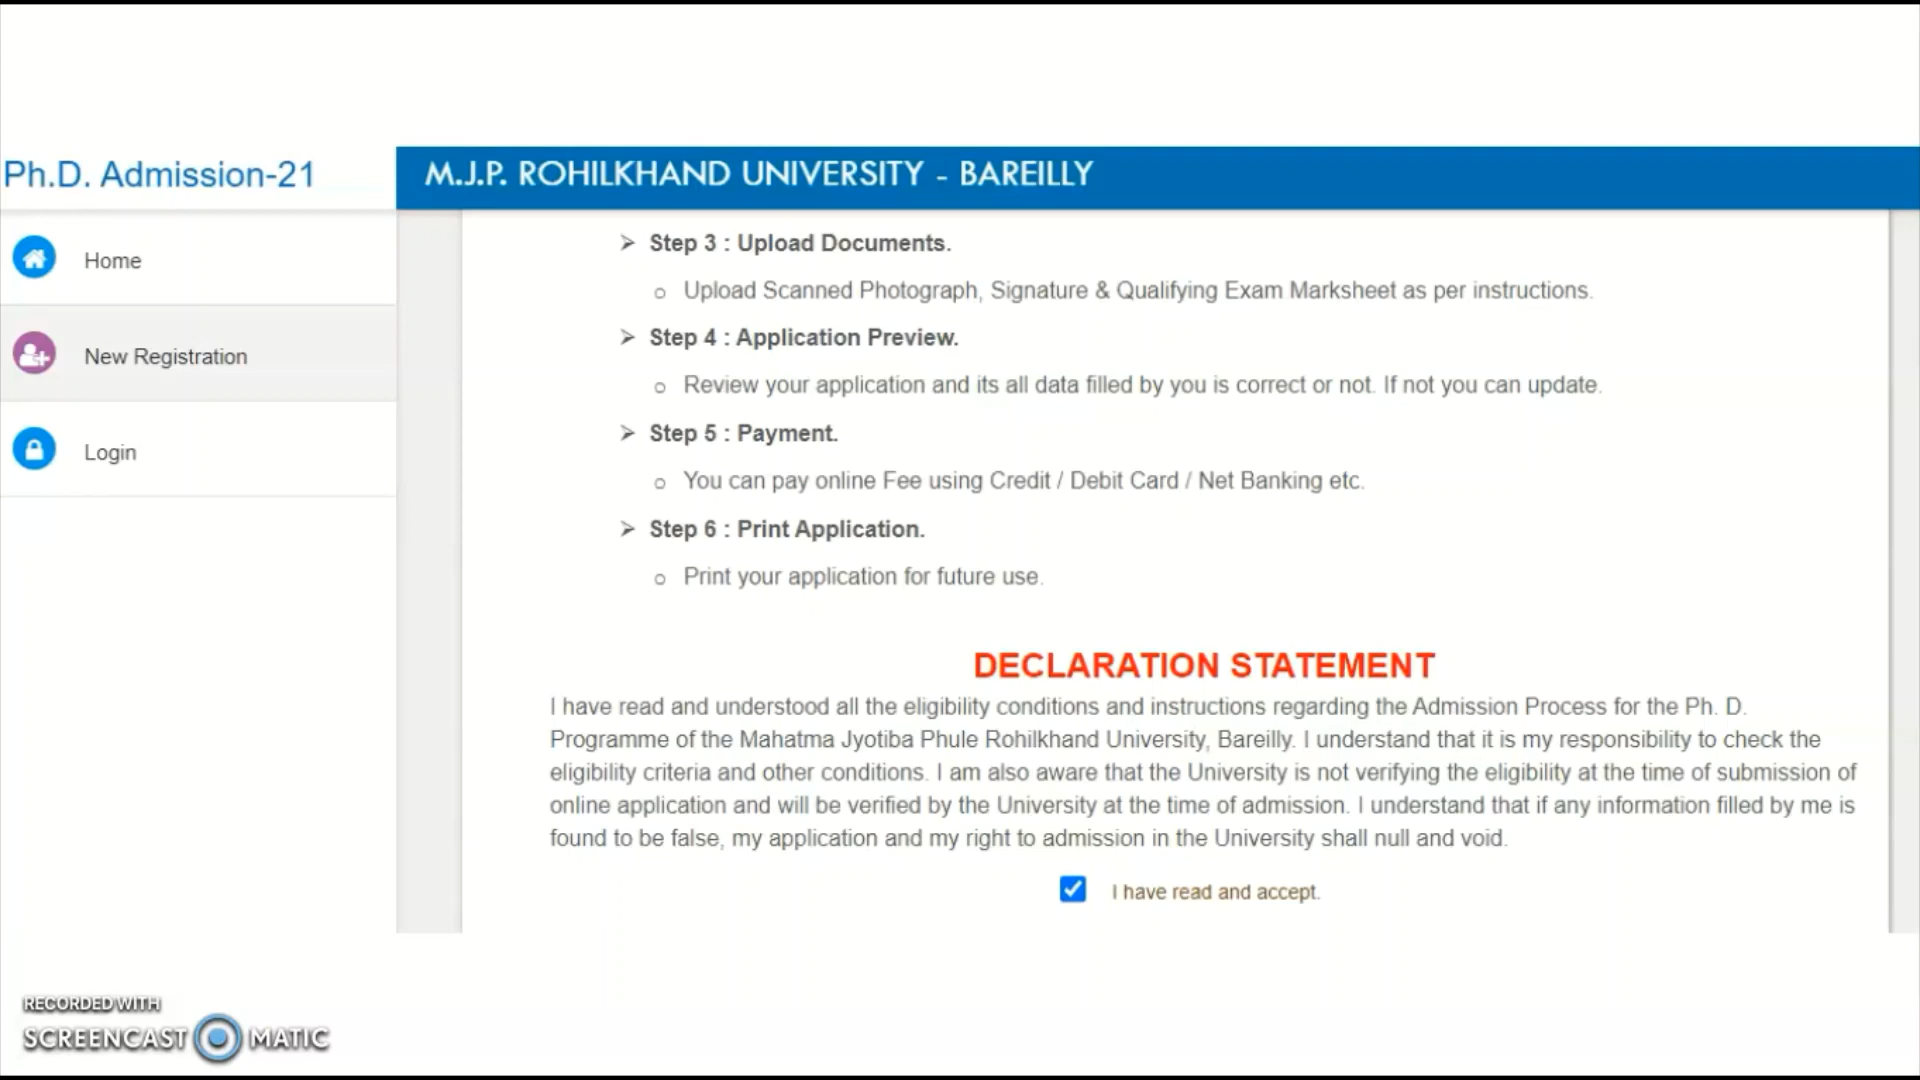 Ph.D. Admission-21
M.J.P. ROHILKHAND UNIVERSITY - BAREILLY
Home
New Registration
Login
➢ Step 3 : Upload Documents.
o Upload Scanned Photograph, Signature & Qualifying Exam Marksheet as per instructions.
➢ Step 4 : Application Preview.
o Review your application and its all data filled by you is correct or not. If not you can update.
➢ Step 5 : Payment.
o You can pay online Fee using Credit / Debit Card / Net Banking etc.
➢ Step 6 : Print Application.
o Print your application for future use.
DECLARATION STATEMENT
I have read and understood all the eligibility conditions and instructions regarding the Admission Process for the Ph. D.
Programme of the Mahatma Jyotiba Phule Rohilkhand University, Bareilly. I understand that it is my responsibility to check the
eligibility criteria and other conditions. I am also aware that the University is not verifying the eligibility at the time of submission of
online application and will be verified by the University at the time of admission. I understand that if any information filled by me is
found to be false, my application and my right to admission in the University shall null and void.
I have read and accept.
RECORDED WITH
SCREENCAST MATIC